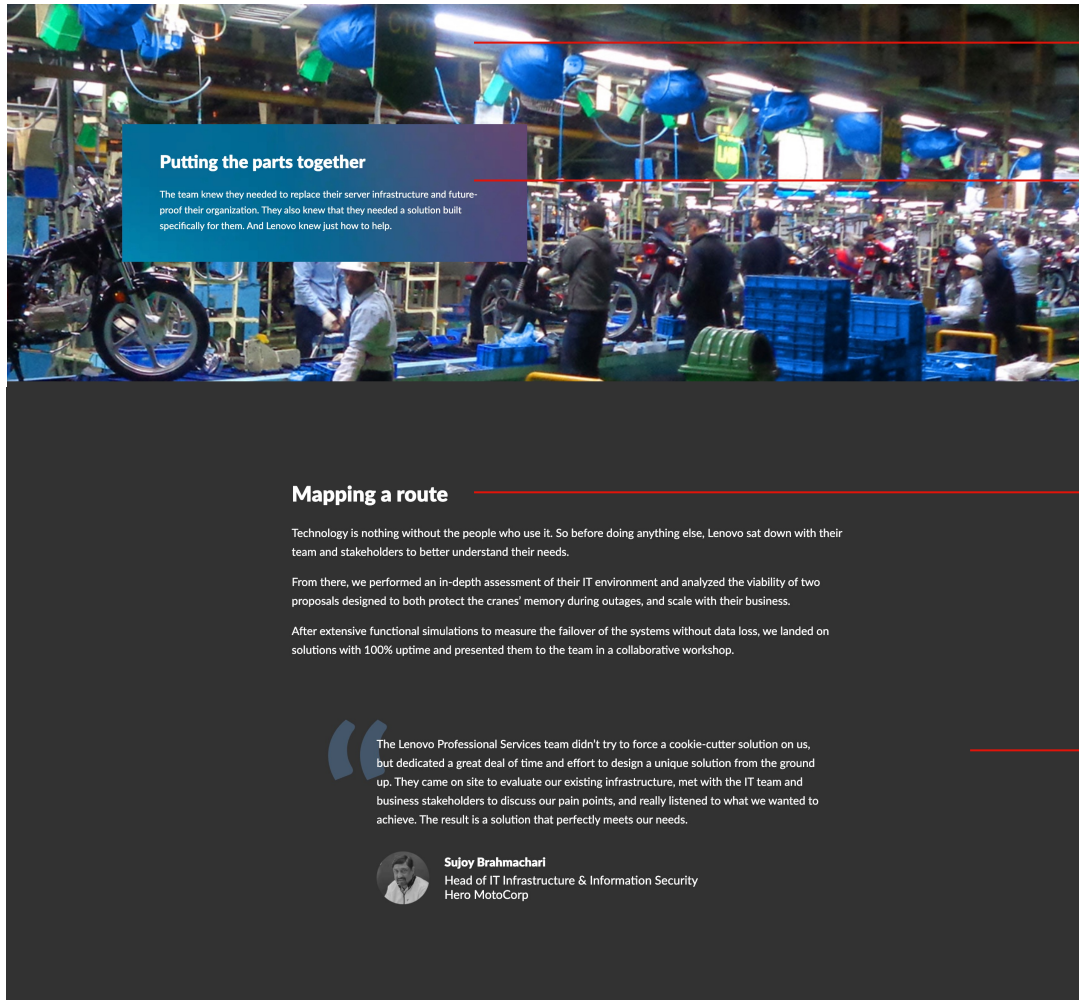 Putting the parts together
The team knew they needed to replace their server infrastructure and future-
proof their organization. They also knew that they needed a solution built
specifically for them. And Lenovo knew just how to help.
Mapping a route
Technology is nothing without the people who use it. So before doing anything else, Lenovo sat down with their
team and stakeholders to better understand their needs.
From there, we performed an in-depth assessment of their IT environment and analyzed the viability of two
proposals designed to both protect the cranes’ memory during outages, and scale with their business.
After extensive functional simulations to measure the failover of the systems without data loss, we landed on
solutions with 100% uptime and presented them to the team in a collaborative workshop.
“
The Lenovo Professional Services team didn’t try to force a cookie-cutter solution on us,
but dedicated a great deal of time and effort to design a unique solution from the ground
up. They came on site to evaluate our existing infrastructure, met with the IT team and
business stakeholders to discuss our pain points, and really listened to what we wanted to
achieve. The result is a solution that perfectly meets our needs.
Sujoy Brahmachari
Head of IT Infrastructure & Information Security
Hero MotoCorp